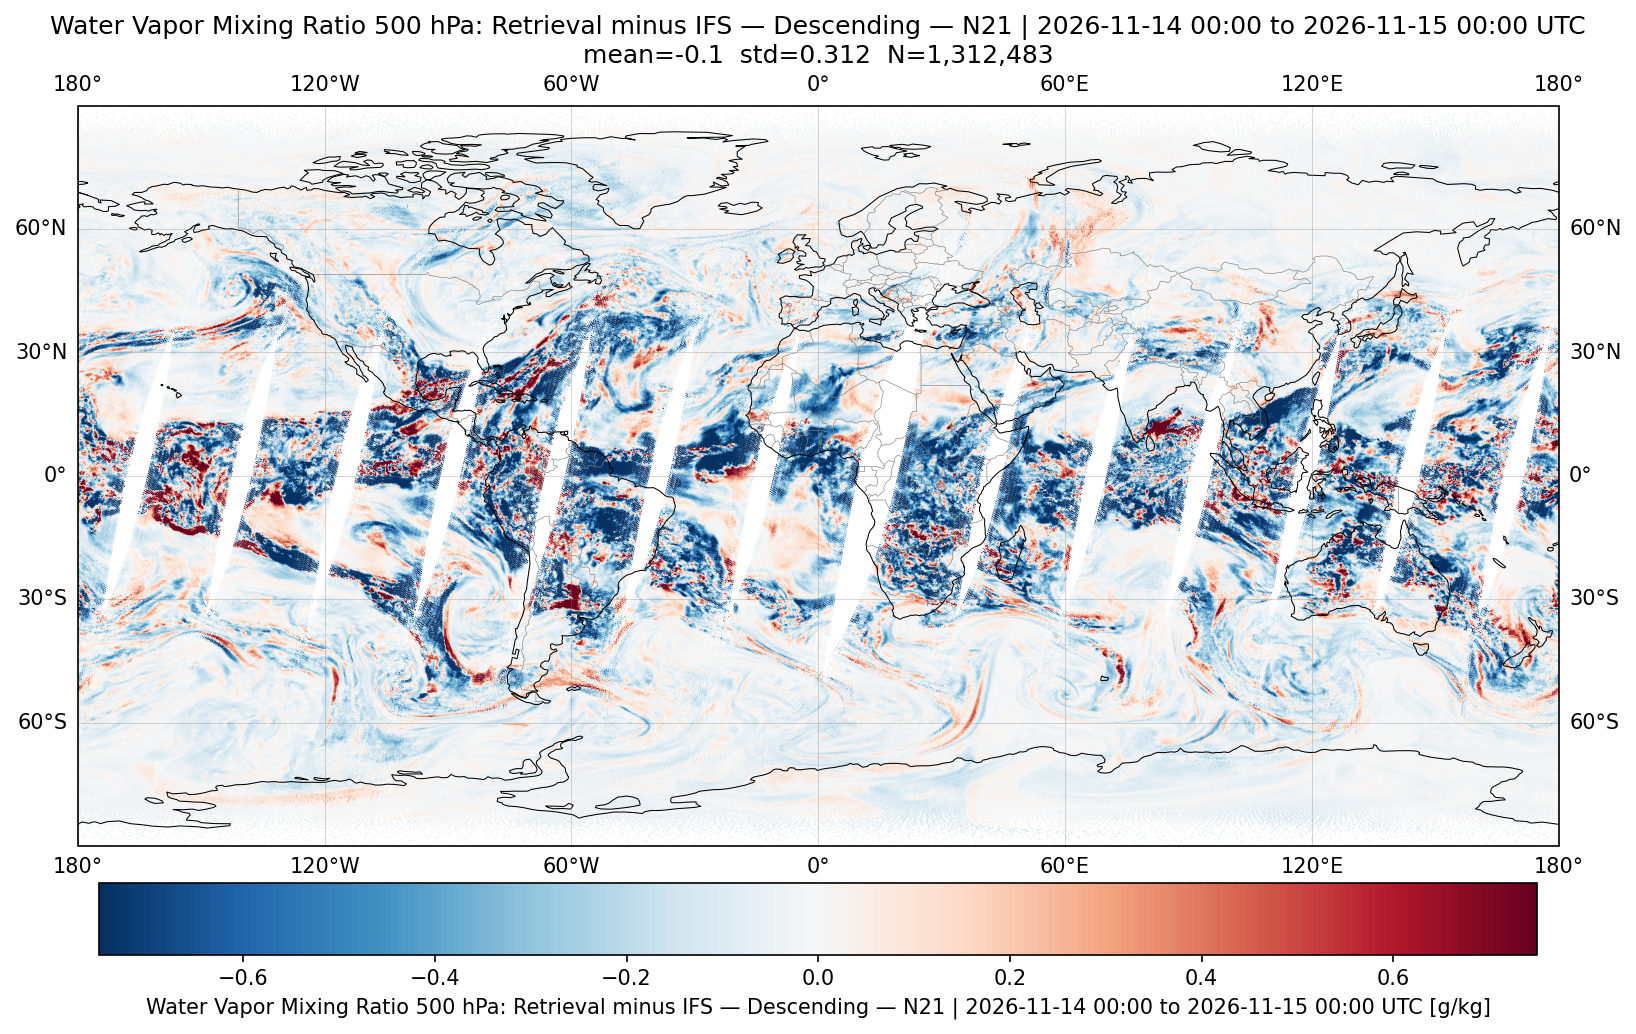 Water Vapor Mixing Ratio 500 hPa: Retrieval minus IFS — Descending — N21 | 2026-11-14 00:00 to 2026-11-15 00:00 UTC
mean=-0.1 std=0.312 N=1,312,483
180° 120°W 60°W 0° 60°E 120°E 180°
60°N 60°N
30°N 30°N
0° 0°
30°S 30°S
60°S 60°S
180° 120°W 60°W 0° 60°E 120°E 180°
−0.6 −0.4 −0.2 0.0 0.2 0.4 0.6
Water Vapor Mixing Ratio 500 hPa: Retrieval minus IFS — Descending — N21 | 2026-11-14 00:00 to 2026-11-15 00:00 UTC [g/kg]